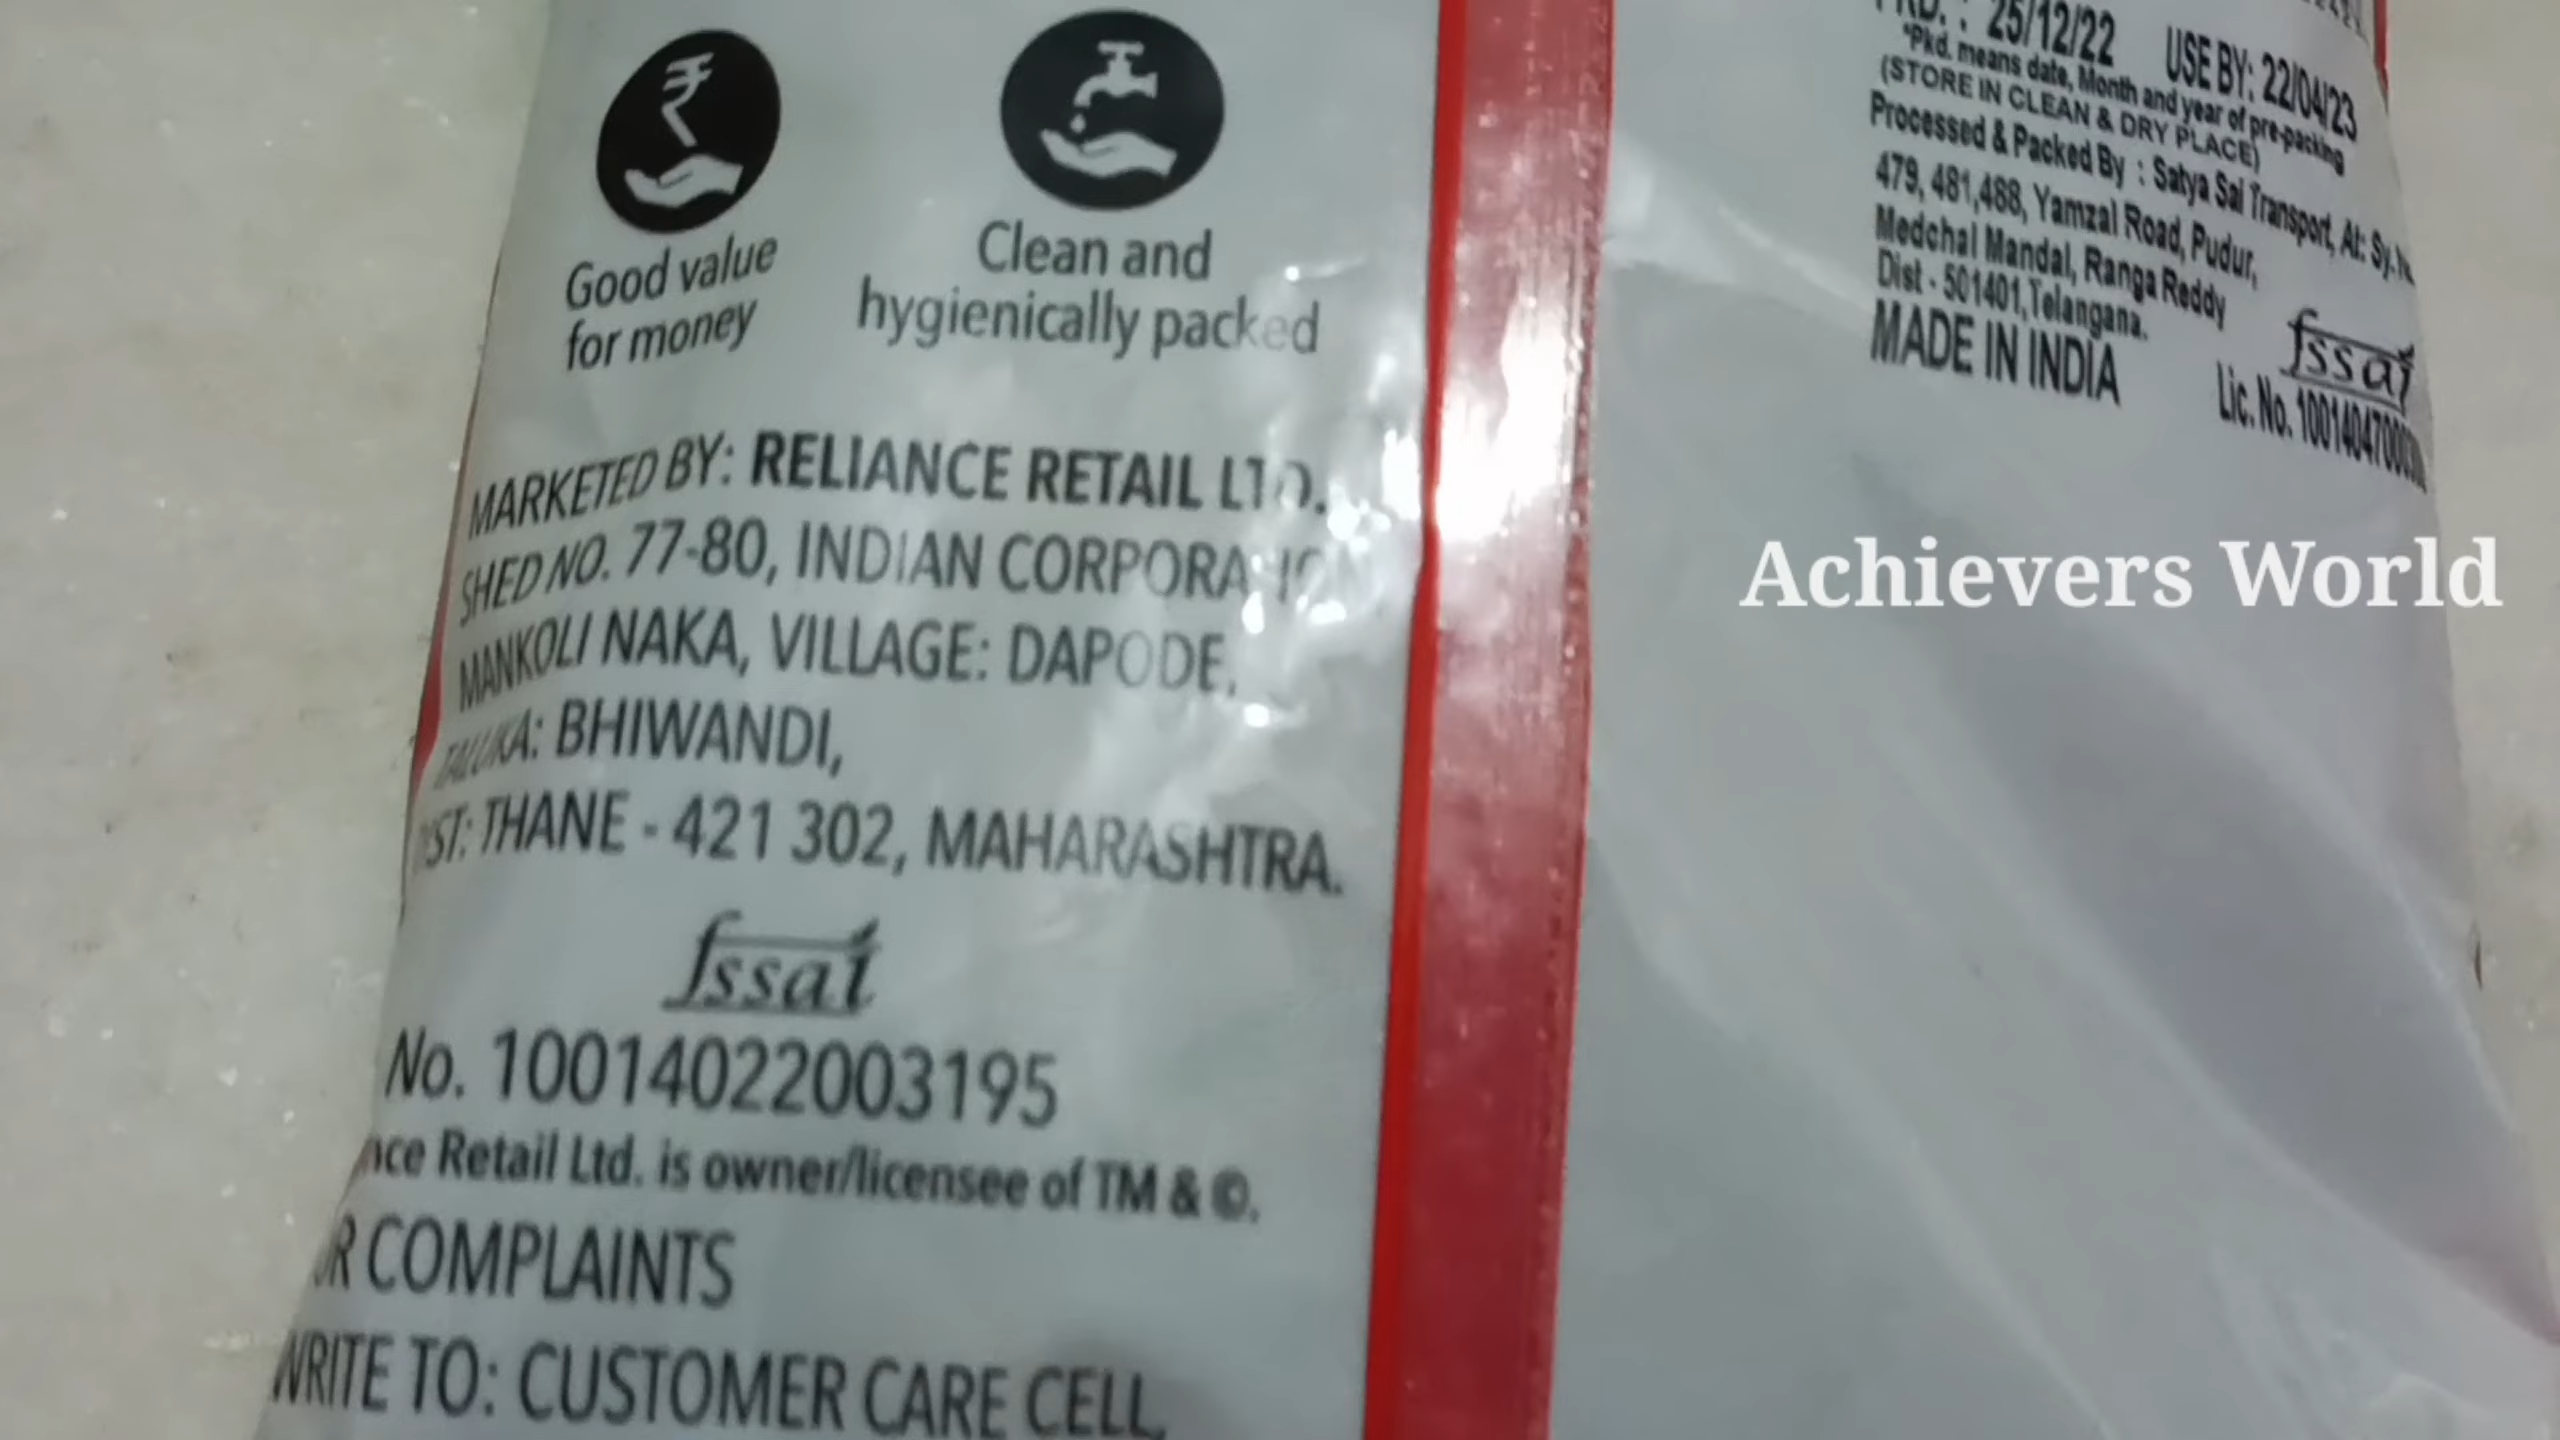 Good value
for money
Clean and
hygienically packed
MARKETED BY: RELIANCE RETAIL LTD.
SHED NO. 77-80, INDIAN CORPORATION
MANKOLI NAKA, VILLAGE: DAPODE,
TALUKA: BHIWANDI,
DIST: THANE - 421 302, MAHARASHTRA.
fssai
No. 10014022003195
Retail Ltd. is owner/licensee of TM & ©.
COMPLAINTS
WRITE TO: CUSTOMER CARE CELL,
PKD. : 25/12/22 USE BY: 22/04/23
*Pkd. means date, Month and year of pre-packing
(STORE IN CLEAN & DRY PLACE)
Processed & Packed By : Satya Sai Transport, At: Sy.
479, 481,488, Yamzal Road, Pudur,
Medchal Mandal, Ranga Reddy
Dist - 501401,Telangana.
MADE IN INDIA
fssai
Lic. No.
Achievers World